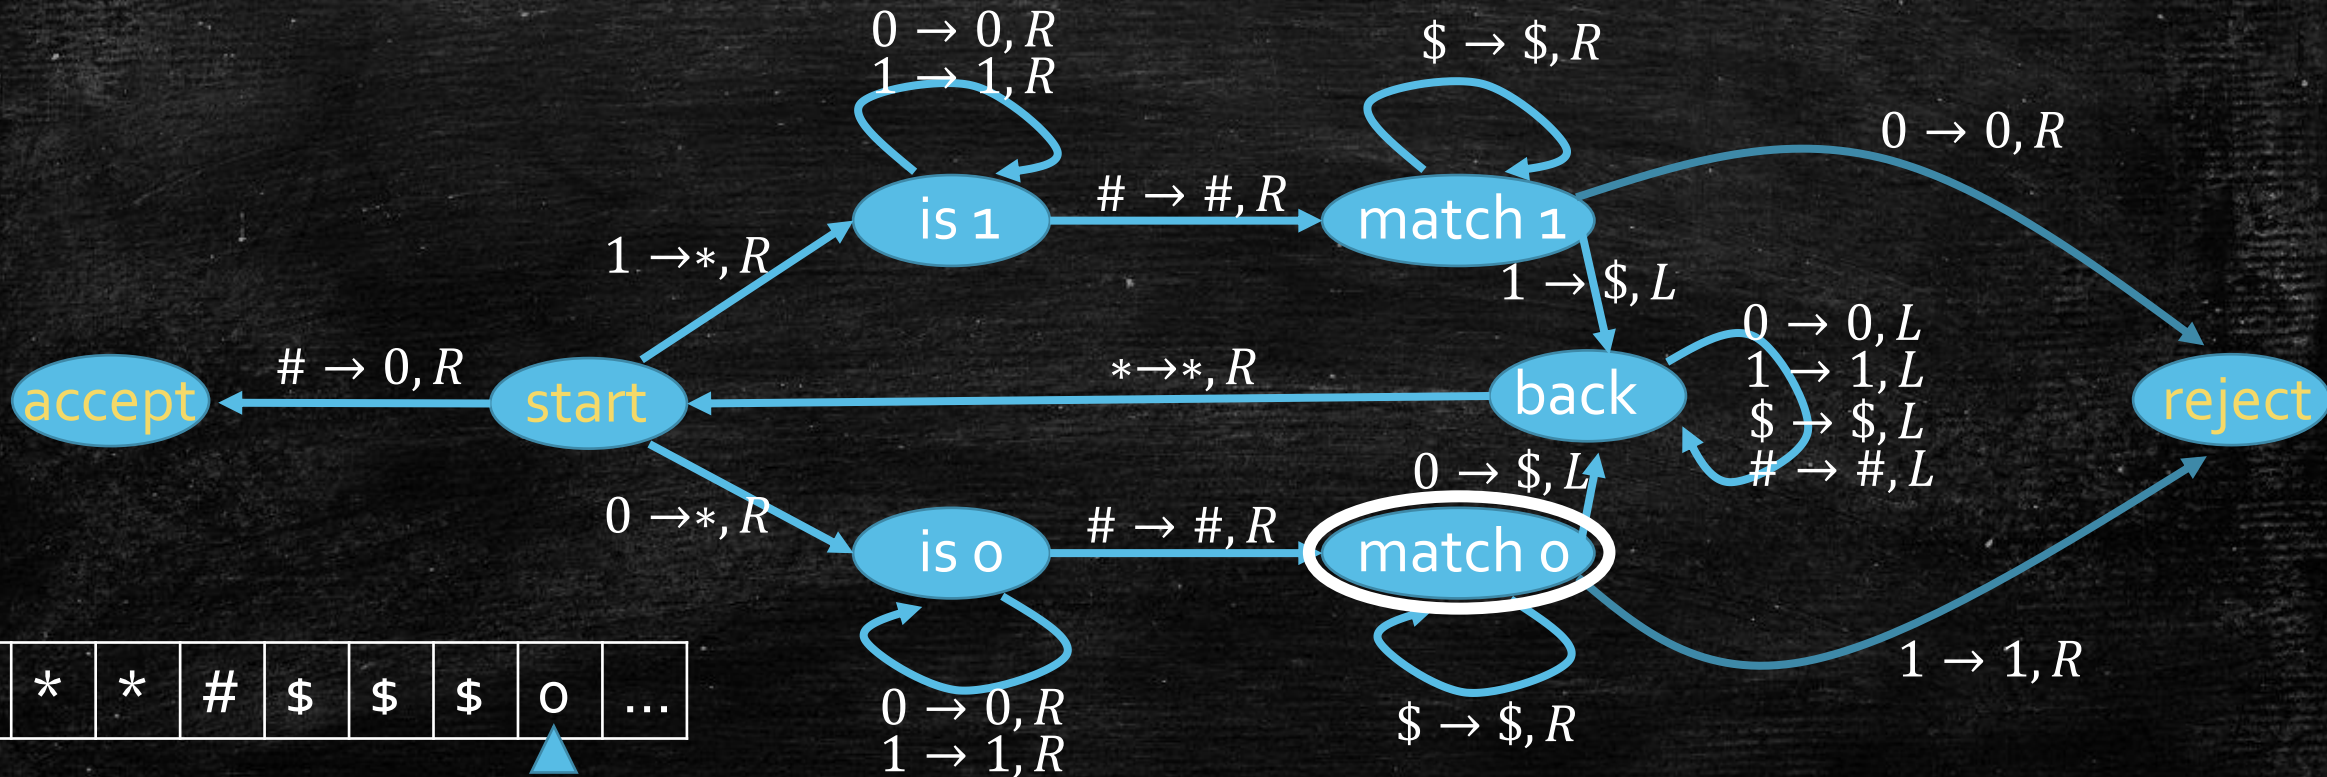 0 → 0, R
1 → 1, R
$ → $, R
0 → 0, R
is 1
# → #, R
match 1
1 →*, R
1 → $, L
accept
# → 0, R
start
*→*, R
back
0 → 0, L
1 → 1, L
$ → $, L
# → #, L
reject
0 →*, R
is 0
# → #, R
0 → $, L
match 0
0 → 0, R
1 → 1, R
$ → $, R
1 → 1, R
* * # $ $ $ 0 ...